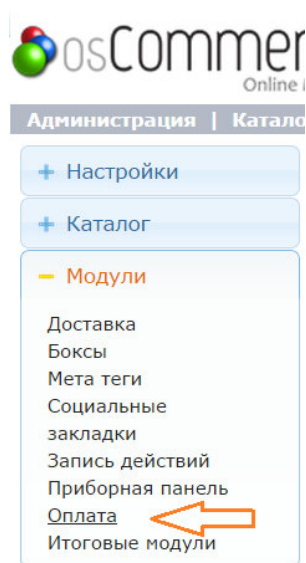 osCommer
Online
Администрация | Катало
+ Настройки
+ Каталог
– Модули
Доставка
Боксы
Мета теги
Социальные
закладки
Запись действий
Приборная панель
Оплата
Итоговые модули